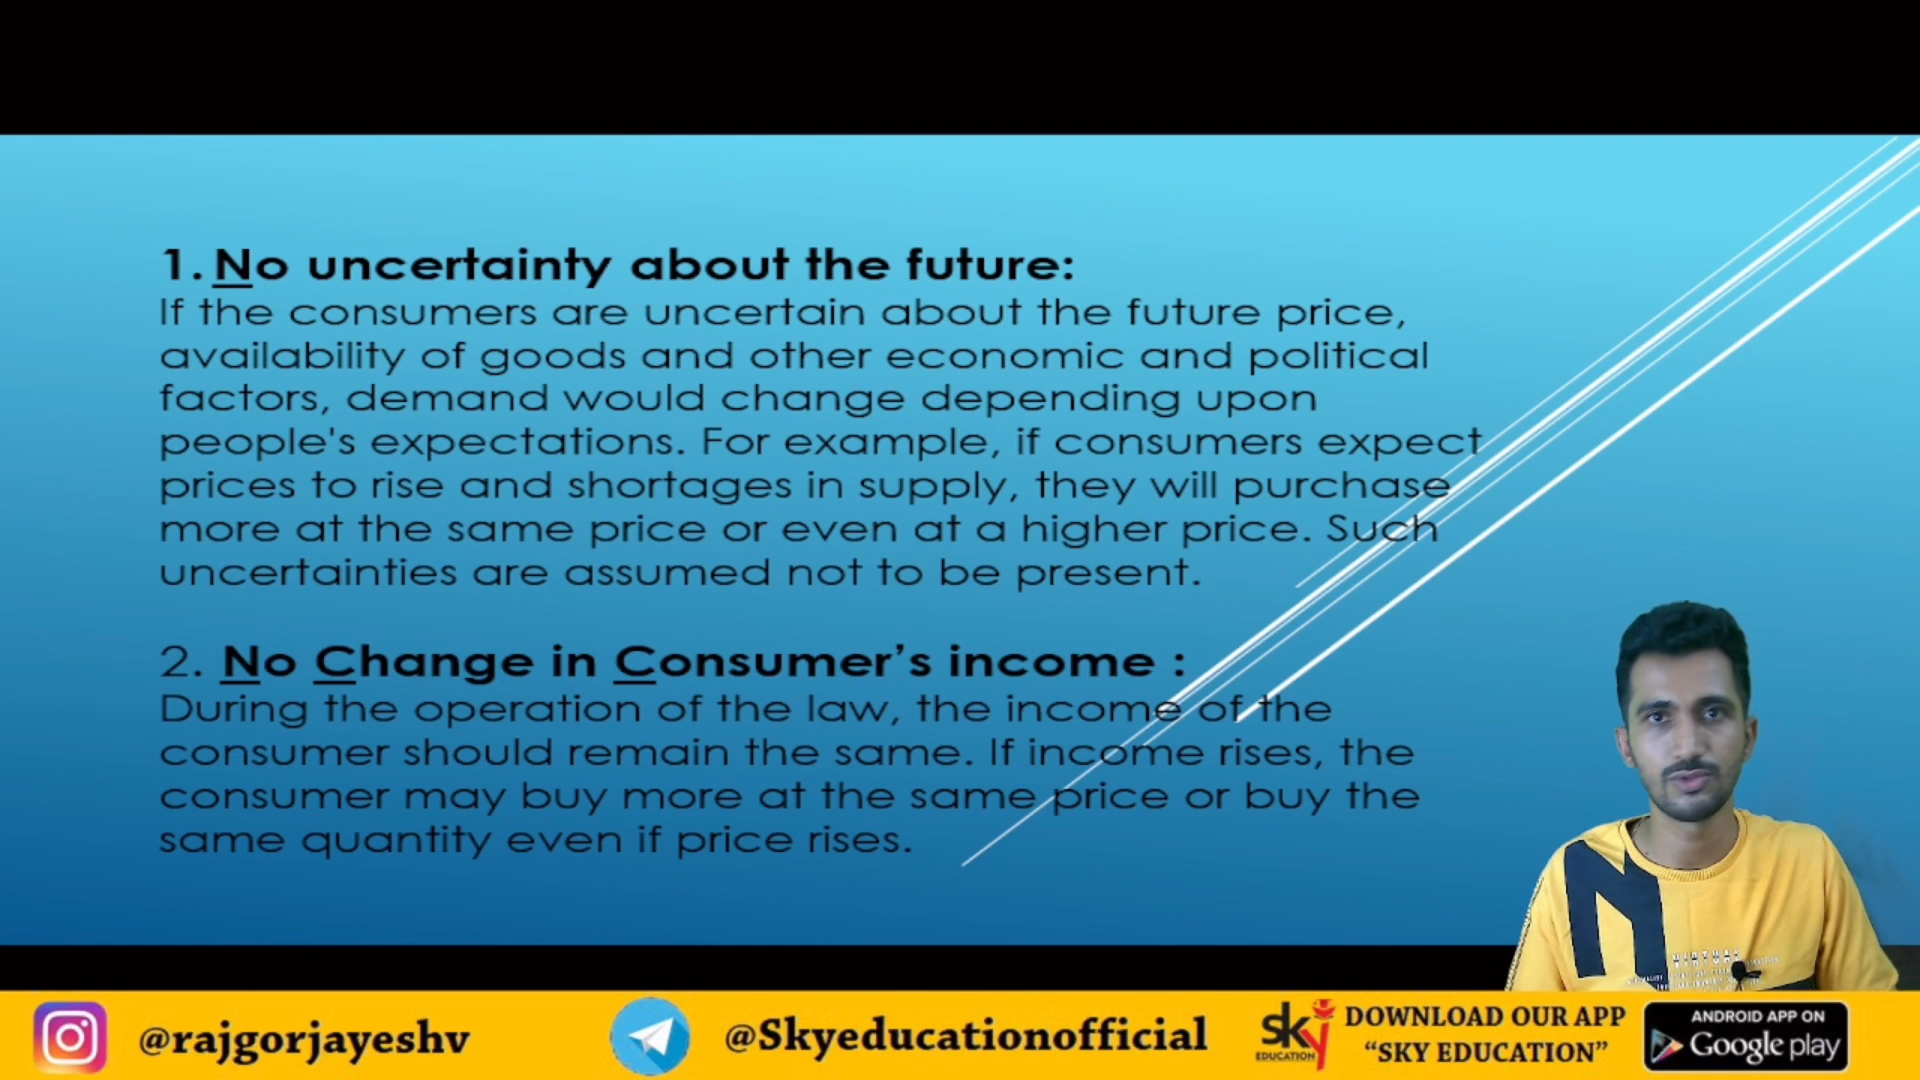 1. No uncertainty about the future:
If the consumers are uncertain about the future price,
availability of goods and other economic and political
factors, demand would change depending upon
people's expectations. For example, if consumers expect
prices to rise and shortages in supply, they will purchase
more at the same price or even at a higher price. Such
uncertainties are assumed not to be present.
2. No Change in Consumer’s income :
During the operation of the law, the income of the
consumer should remain the same. If income rises, the
consumer may buy more at the same price or buy the
same quantity even if price rises.
VIRTUAL
@rajgorjayeshv
@Skyeducationofficial
sky
EDUCATION
DOWNLOAD OUR APP
“SKY EDUCATION”
ANDROID APP ON
Google play